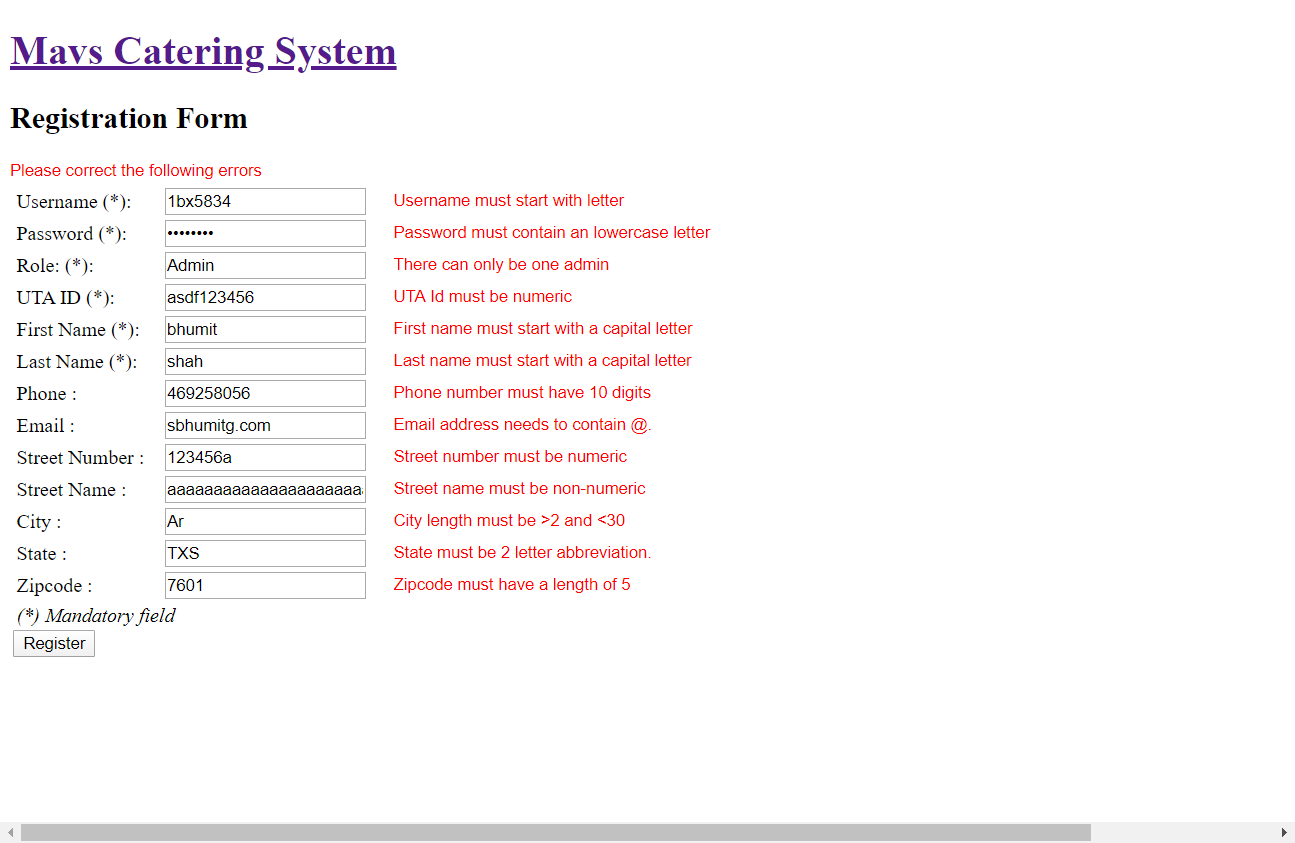 Mavs Catering System
Registration Form
Please correct the following errors
Username (*): 1bx5834 Username must start with letter
Password (*): •••••••• Password must contain an lowercase letter
Role: (*): Admin There can only be one admin
UTA ID (*): asdf123456 UTA Id must be numeric
First Name (*): bhumit First name must start with a capital letter
Last Name (*): shah Last name must start with a capital letter
Phone : 469258056 Phone number must have 10 digits
Email : sbhumitg.com Email address needs to contain @.
Street Number : 123456a Street number must be numeric
Street Name : aaaaaaaaaaaaaaaaaaaaaa Street name must be non-numeric
City : Ar City length must be >2 and <30
State : TXS State must be 2 letter abbreviation.
Zipcode : 7601 Zipcode must have a length of 5
(*) Mandatory field
Register